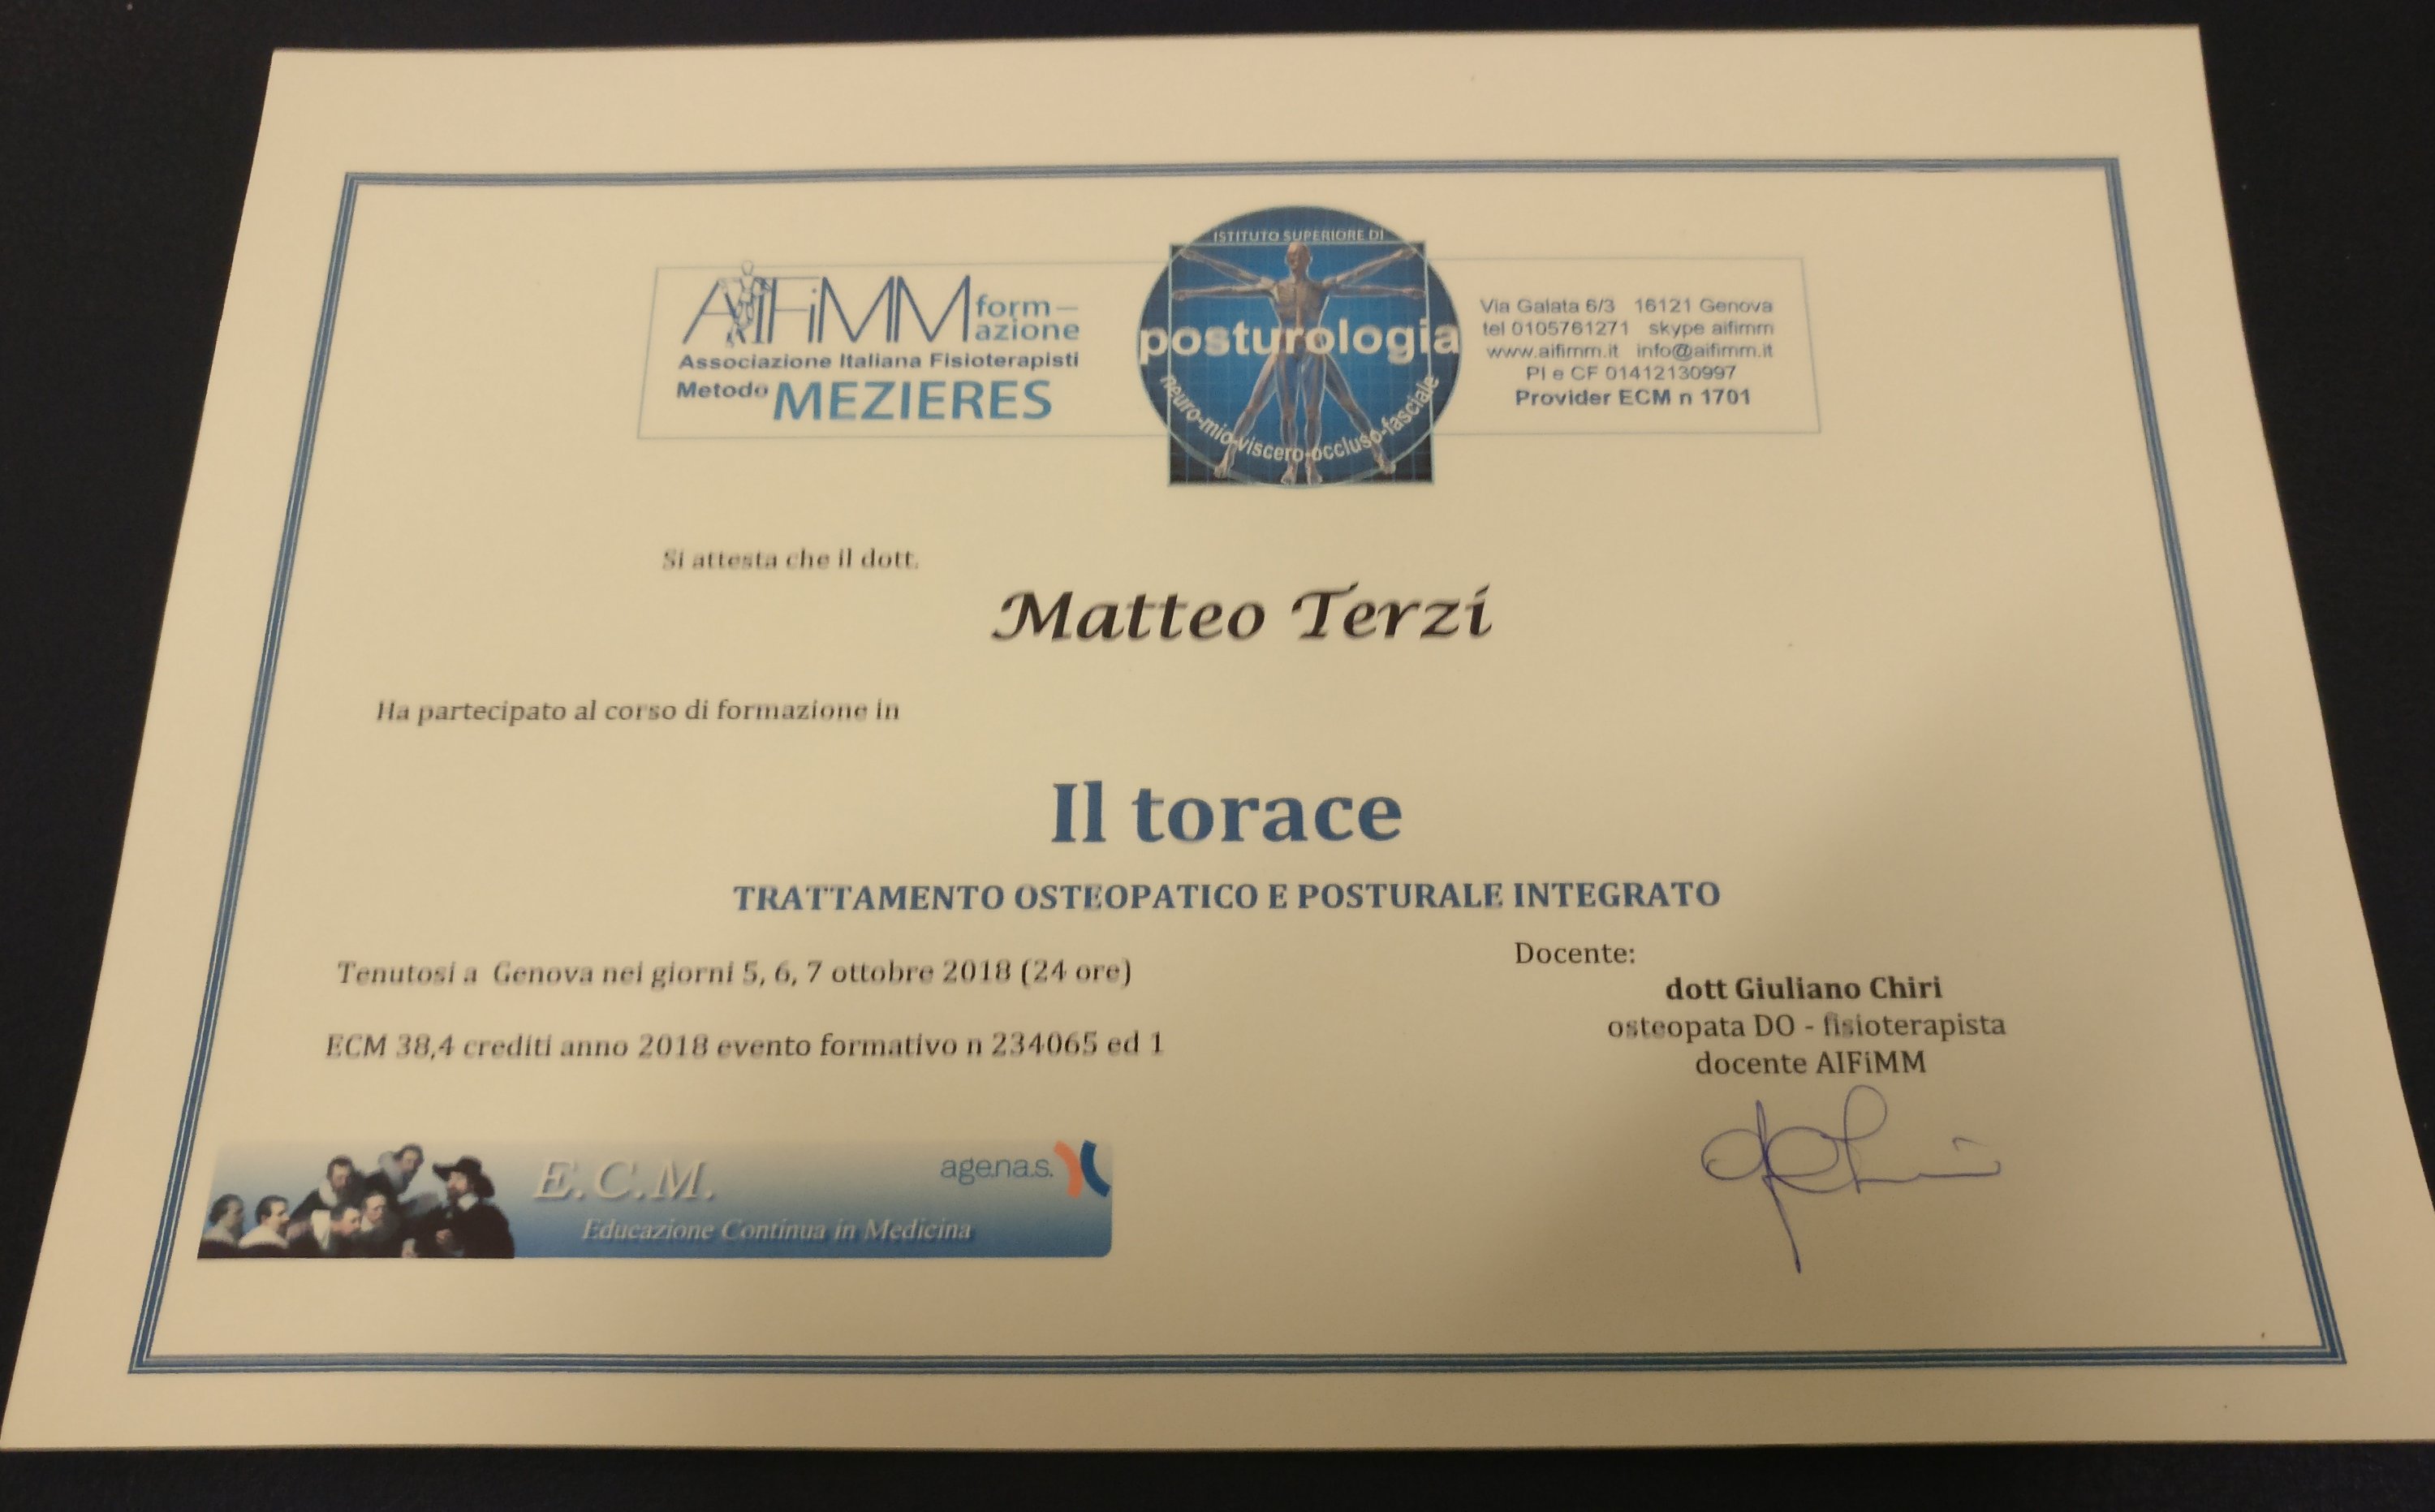 AIFiMM form-
azione
Associazione Italiana Fisioterapisti
Metodo MEZIERES
ISTITUTO SUPERIORE DI
posturologia
neuro-mio-viscero-occluso-fasciale
Via Galata 6/3 16121 Genova
tel 0105761271 skype aifimm
www.aifimm.it info@aifimm.it
PI e CF 01412130997
Provider ECM n 1701
Si attesta che il dott.
Matteo Terzi
Ha partecipato al corso di formazione in
Il torace
TRATTAMENTO OSTEOPATICO E POSTURALE INTEGRATO
Tenutosi a Genova nei giorni 5, 6, 7 ottobre 2018 (24 ore)
ECM 38,4 crediti anno 2018 evento formativo n 234065 ed 1
Docente:
dott Giuliano Chiri
osteopata DO - fisioterapista
docente AIFiMM
E.C.M.
agenas.
Educazione Continua in Medicina